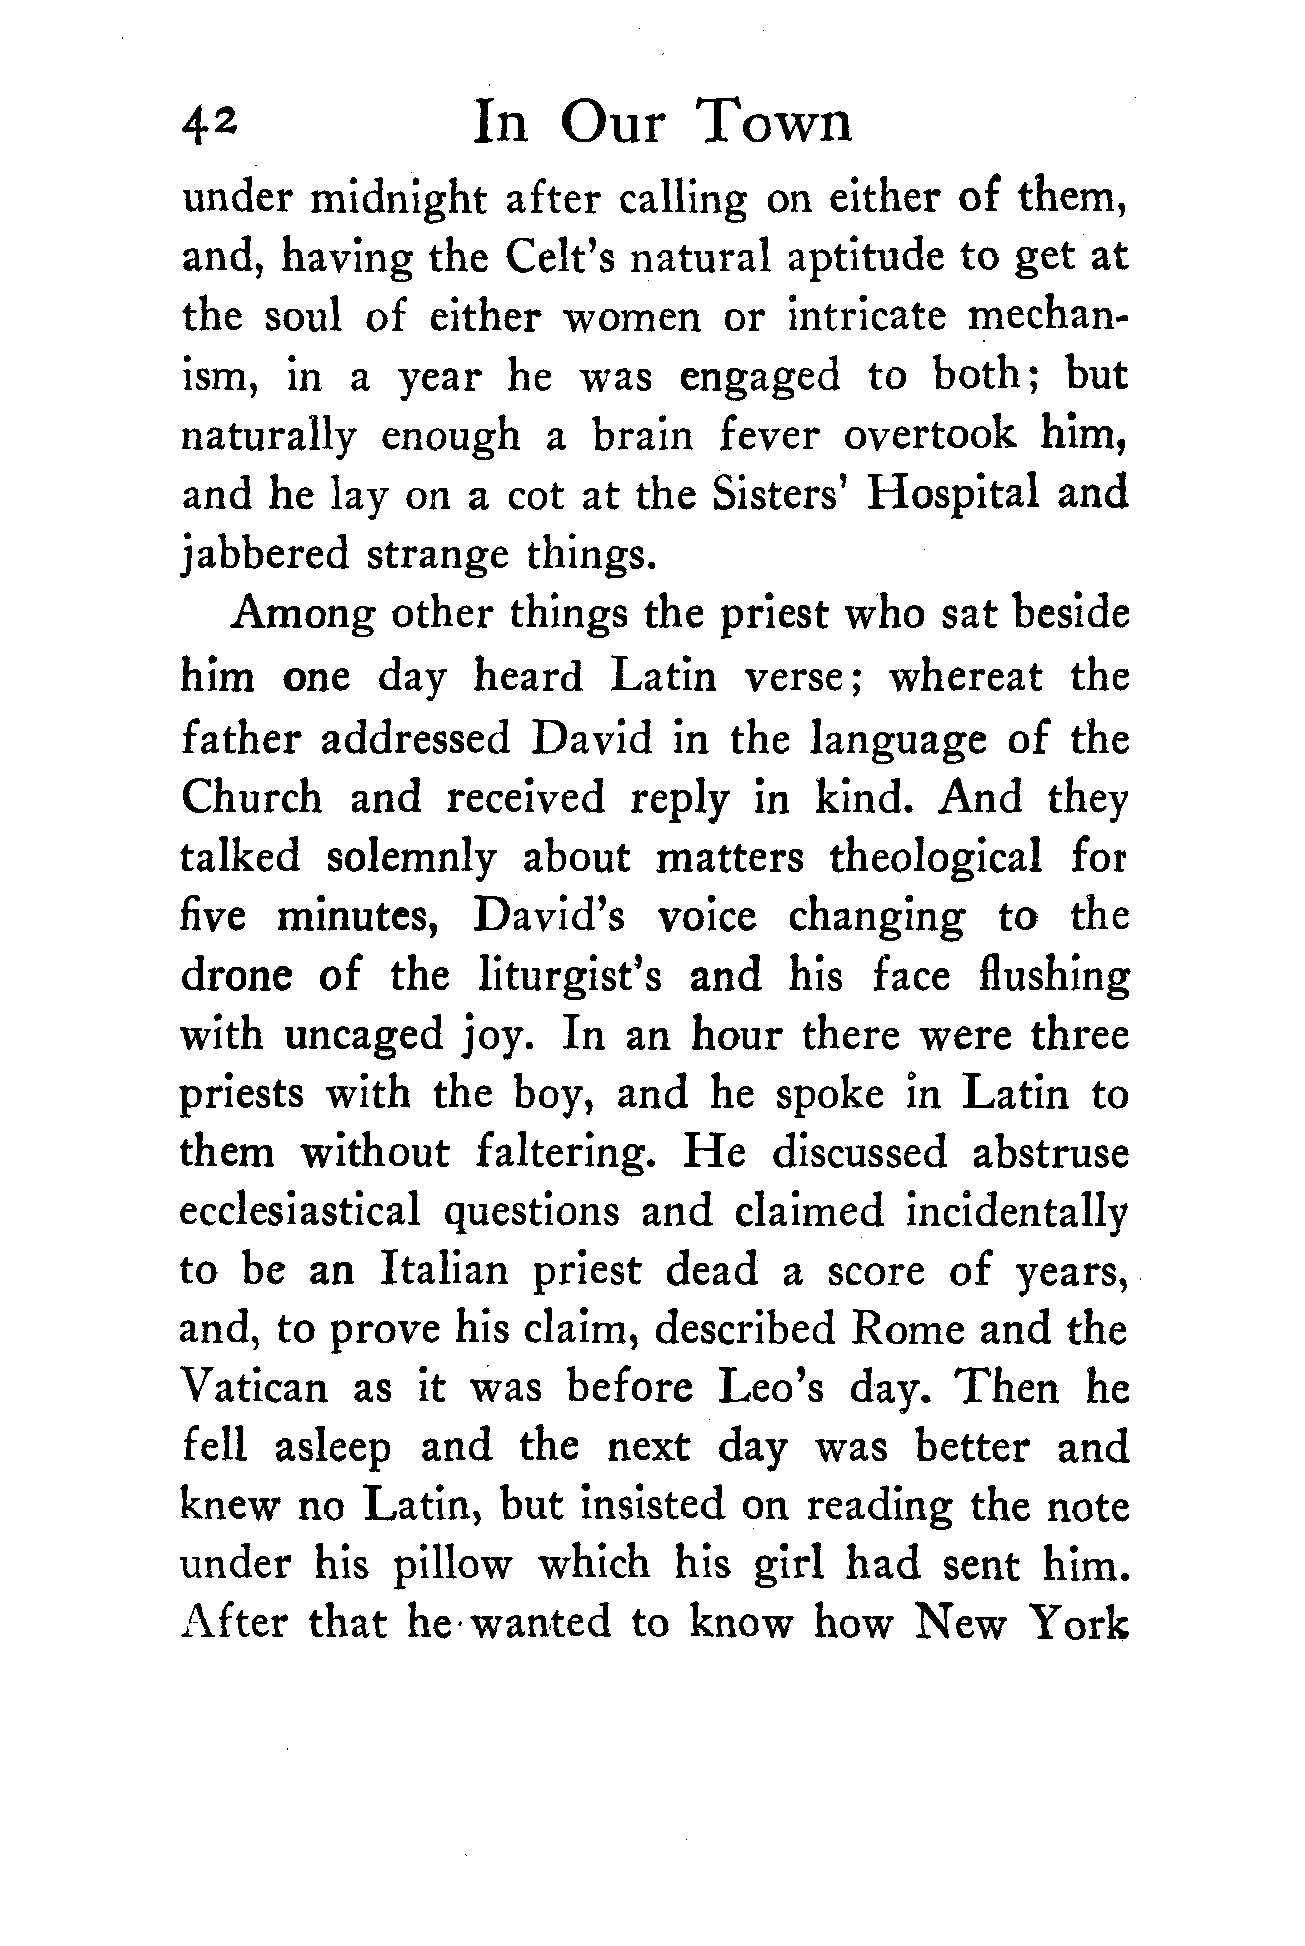 42 In Our Town
under midnight after calling on either of them,
and, having the Celt's natural aptitude to get at
the soul of either women or intricate mechan-
ism, in a year he was engaged to both; but
naturally enough a brain fever overtook him,
and he lay on a cot at the Sisters' Hospital and
jabbered strange things.
Among other things the priest who sat beside
him one day heard Latin verse; whereat the
father addressed David in the language of the
Church and received reply in kind. And they
talked solemnly about matters theological for
five minutes, David's voice changing to the
drone of the liturgist's and his face flushing
with uncaged joy. In an hour there were three
priests with the boy, and he spoke in Latin to
them without faltering. He discussed abstruse
ecclesiastical questions and claimed incidentally
to be an Italian priest dead a score of years,
and, to prove his claim, described Rome and the
Vatican as it was before Leo's day. Then he
fell asleep and the next day was better and
knew no Latin, but insisted on reading the note
under his pillow which his girl had sent him.
After that he wanted to know how New York